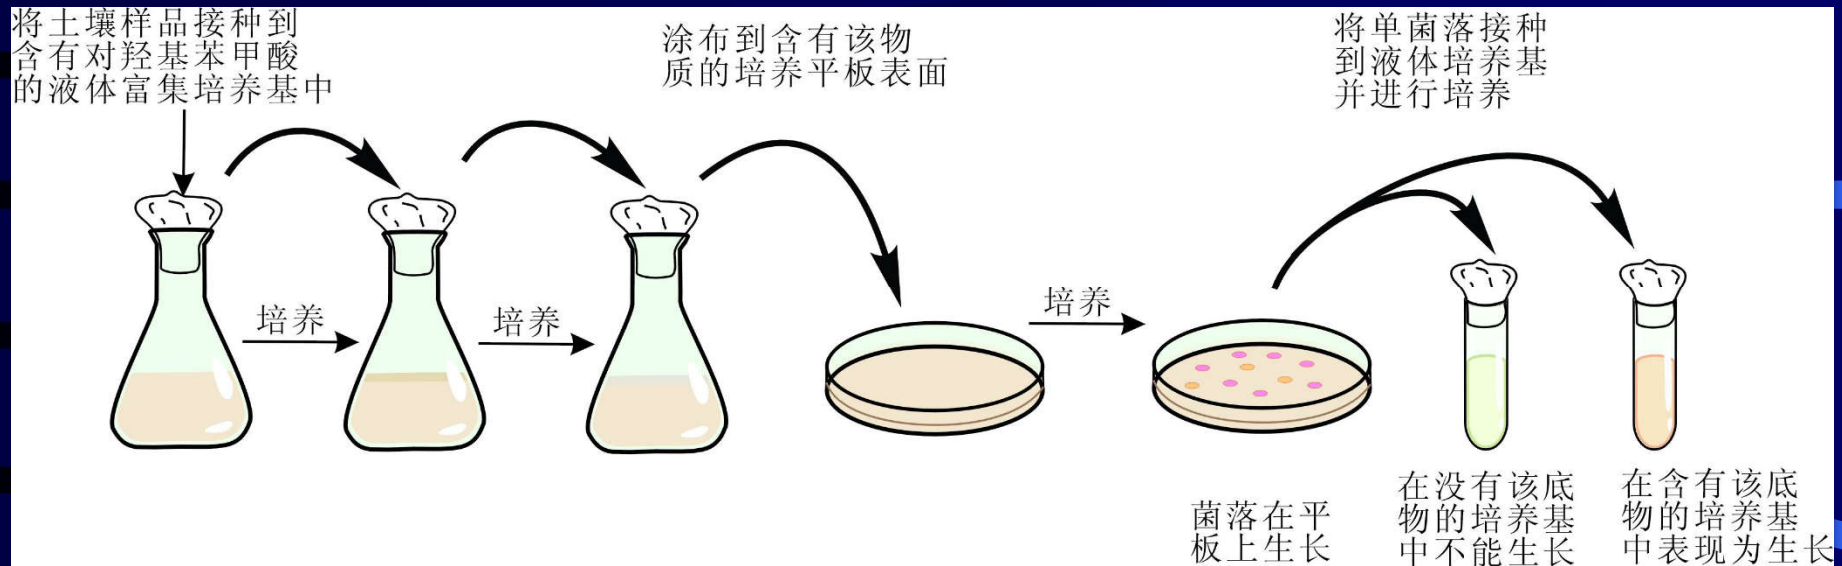 将土壤样品接种到
含有对羟基苯甲酸
的液体富集培养基中
涂布到含有该物
质的培养平板表面
将单菌落接种
到液体培养基
并进行培养
培养
培养
培养
菌落在平
板上生长
在没有该底
物的培养基
中不能生长
在含有该底
物的培养基
中表现为生长